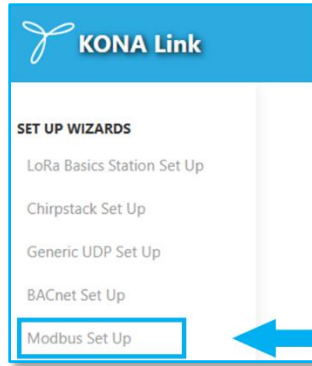 KONA Link
SET UP WIZARDS
LoRa Basics Station Set Up
Chirpstack Set Up
Generic UDP Set Up
BACnet Set Up
Modbus Set Up